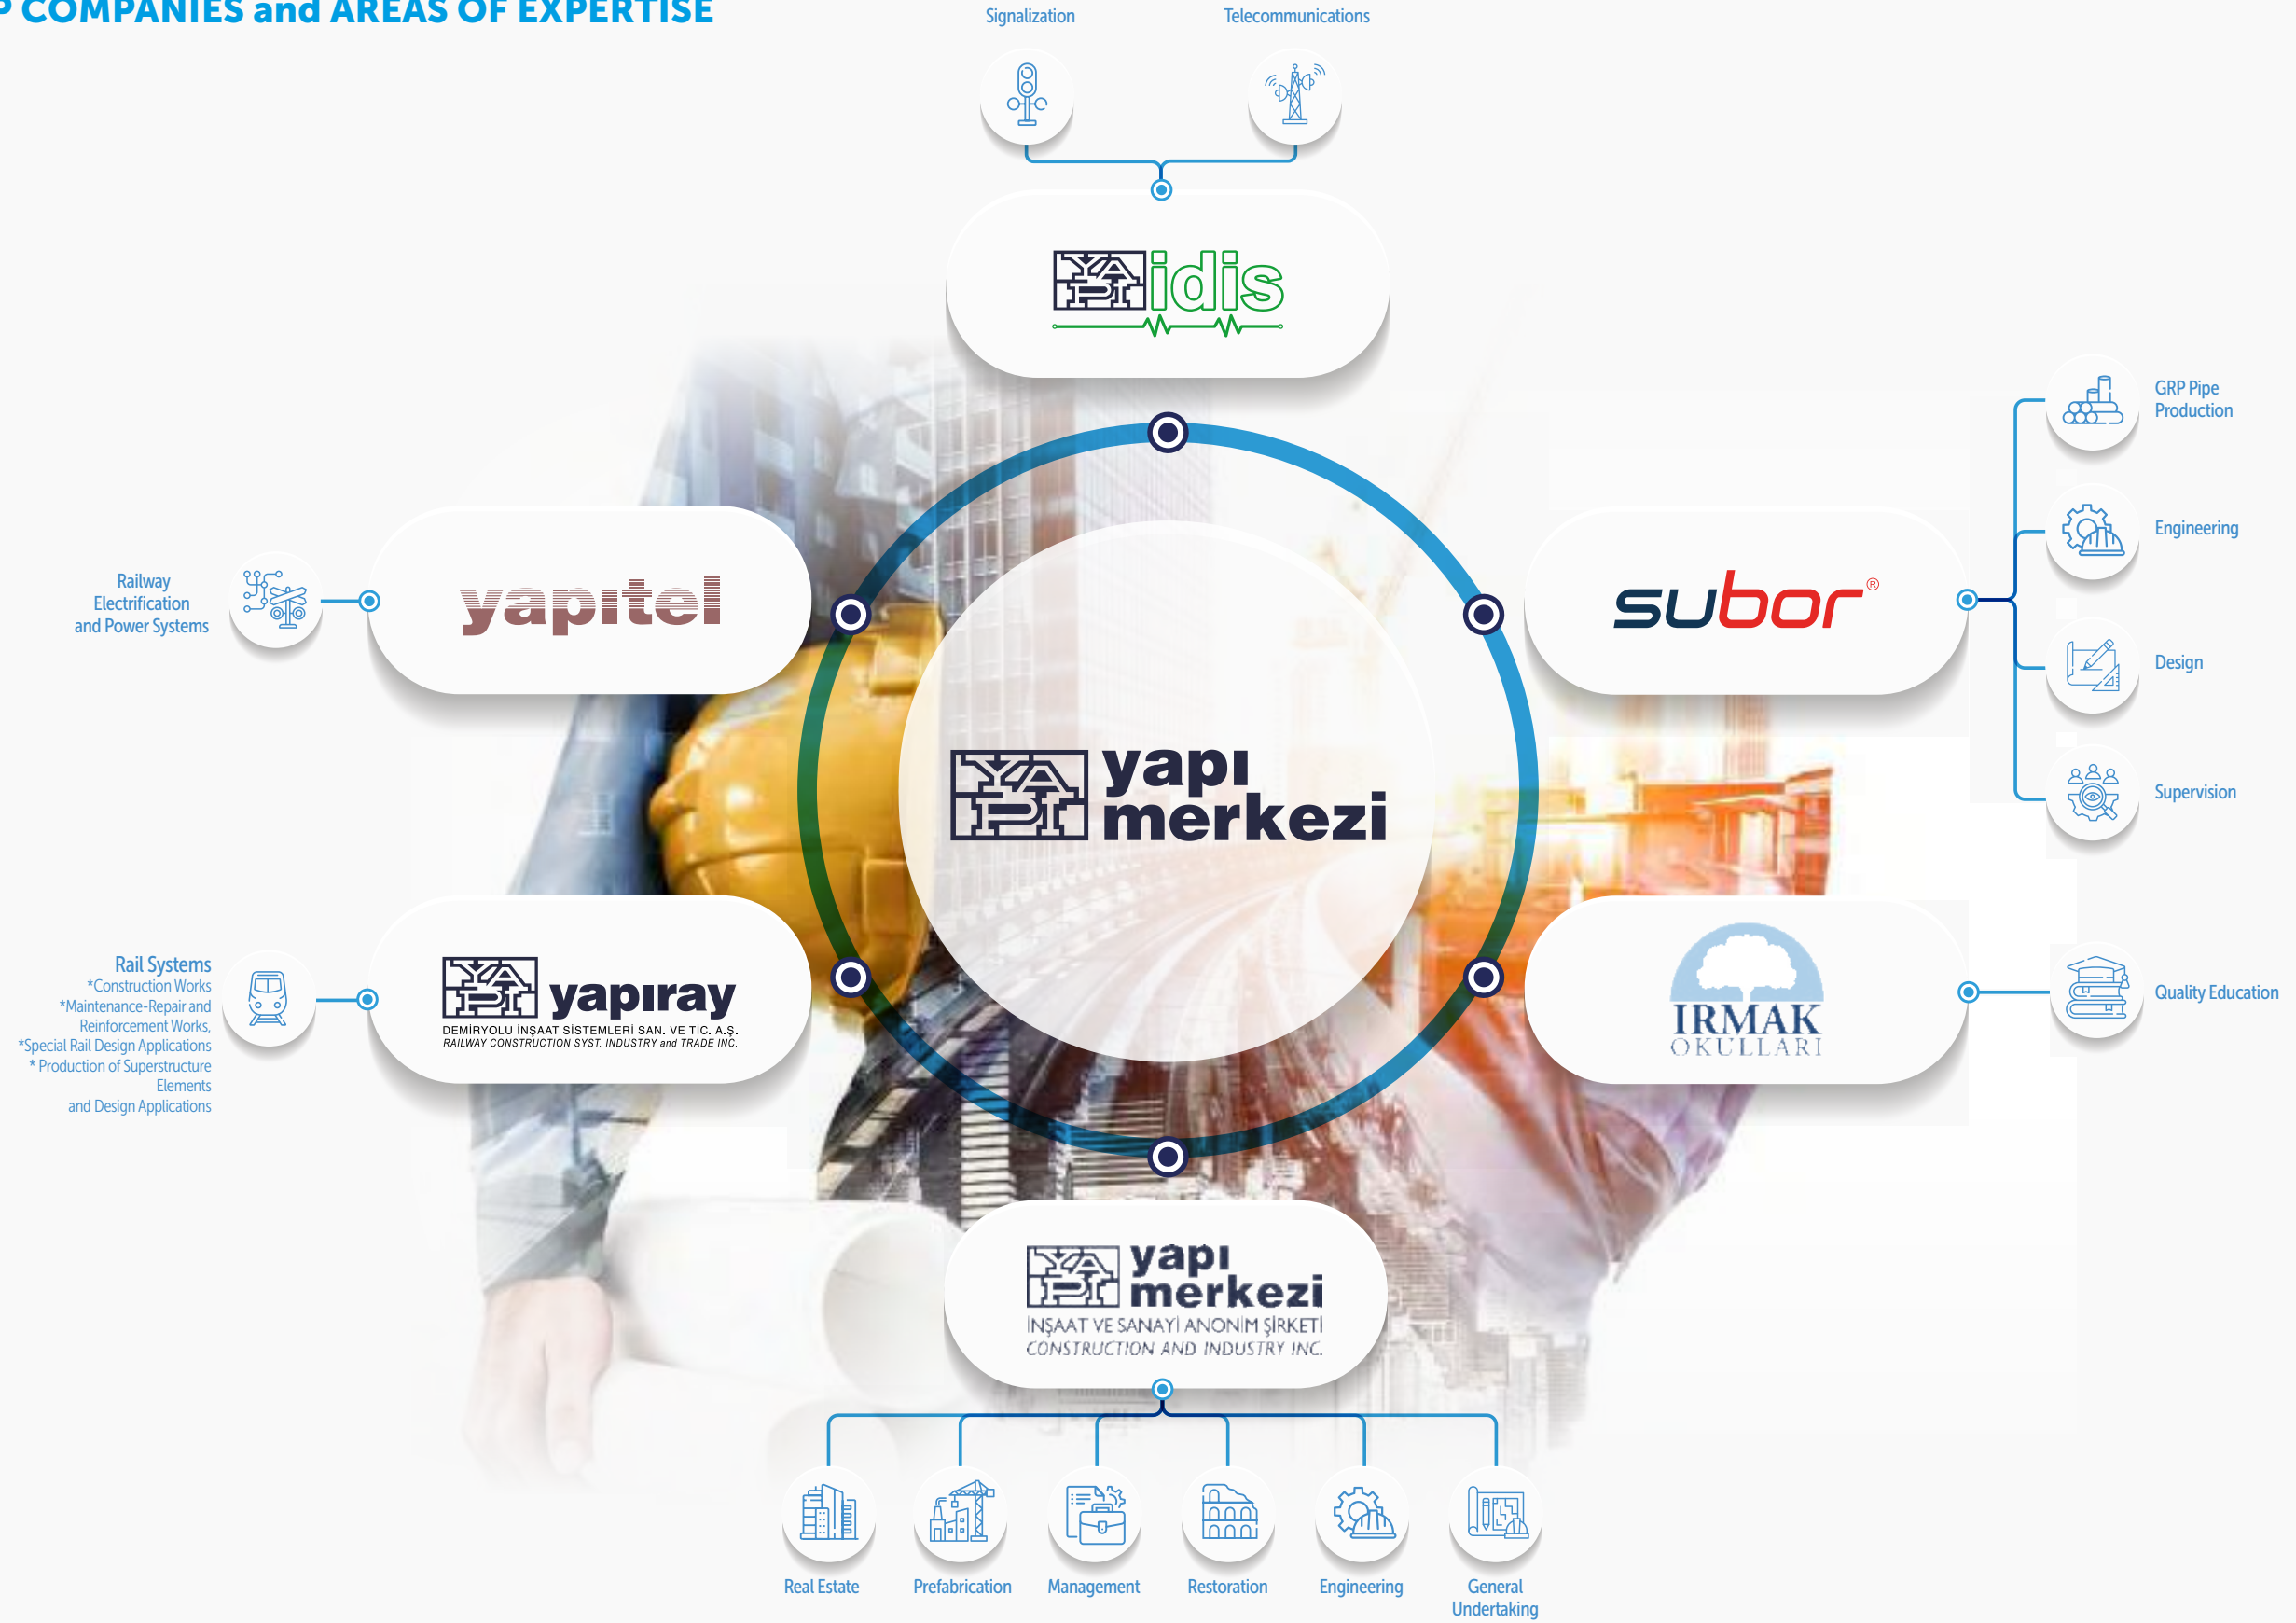 P COMPANIES and AREAS OF EXPERTISE
Signalization
Telecommunications
YAPI idis
GRP Pipe
Production
Engineering
Design
Supervision
subor®
yapıtel
Railway
Electrification
and Power Systems
YAPI yapı
merkezi
Rail Systems
*Construction Works
*Maintenance-Repair and
Reinforcement Works,
*Special Rail Design Applications
* Production of Superstructure
Elements
and Design Applications
YAPI yapıray
DEMİRYOLU İNŞAAT SİSTEMLERİ SAN. VE TİC. A.Ş.
RAILWAY CONSTRUCTION SYST. INDUSTRY and TRADE INC.
IRMAK
OKULLARI
Quality Education
YAPI yapı
merkezi
İNŞAAT VE SANAYİ ANONİM ŞİRKETİ
CONSTRUCTION AND INDUSTRY INC.
Real Estate
Prefabrication
Management
Restoration
Engineering
General
Undertaking